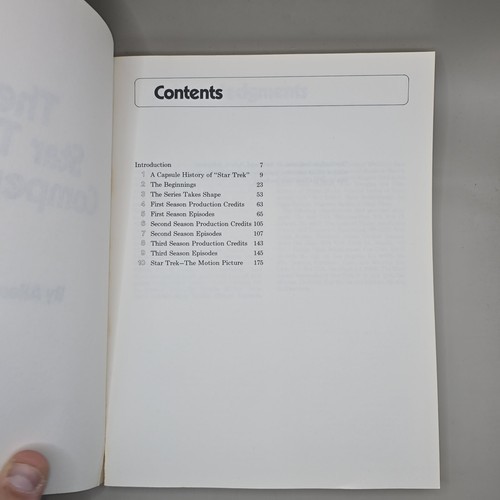 Contents
Introduction 7
1 A Capsule History of "Star Trek" 9
2 The Beginnings 23
3 The Series Takes Shape 53
4 First Season Production Credits 63
5 First Season Episodes 65
6 Second Season Production Credits 105
7 Second Season Episodes 107
8 Third Season Production Credits 143
9 Third Season Episodes 145
10 Star Trek—The Motion Picture 175